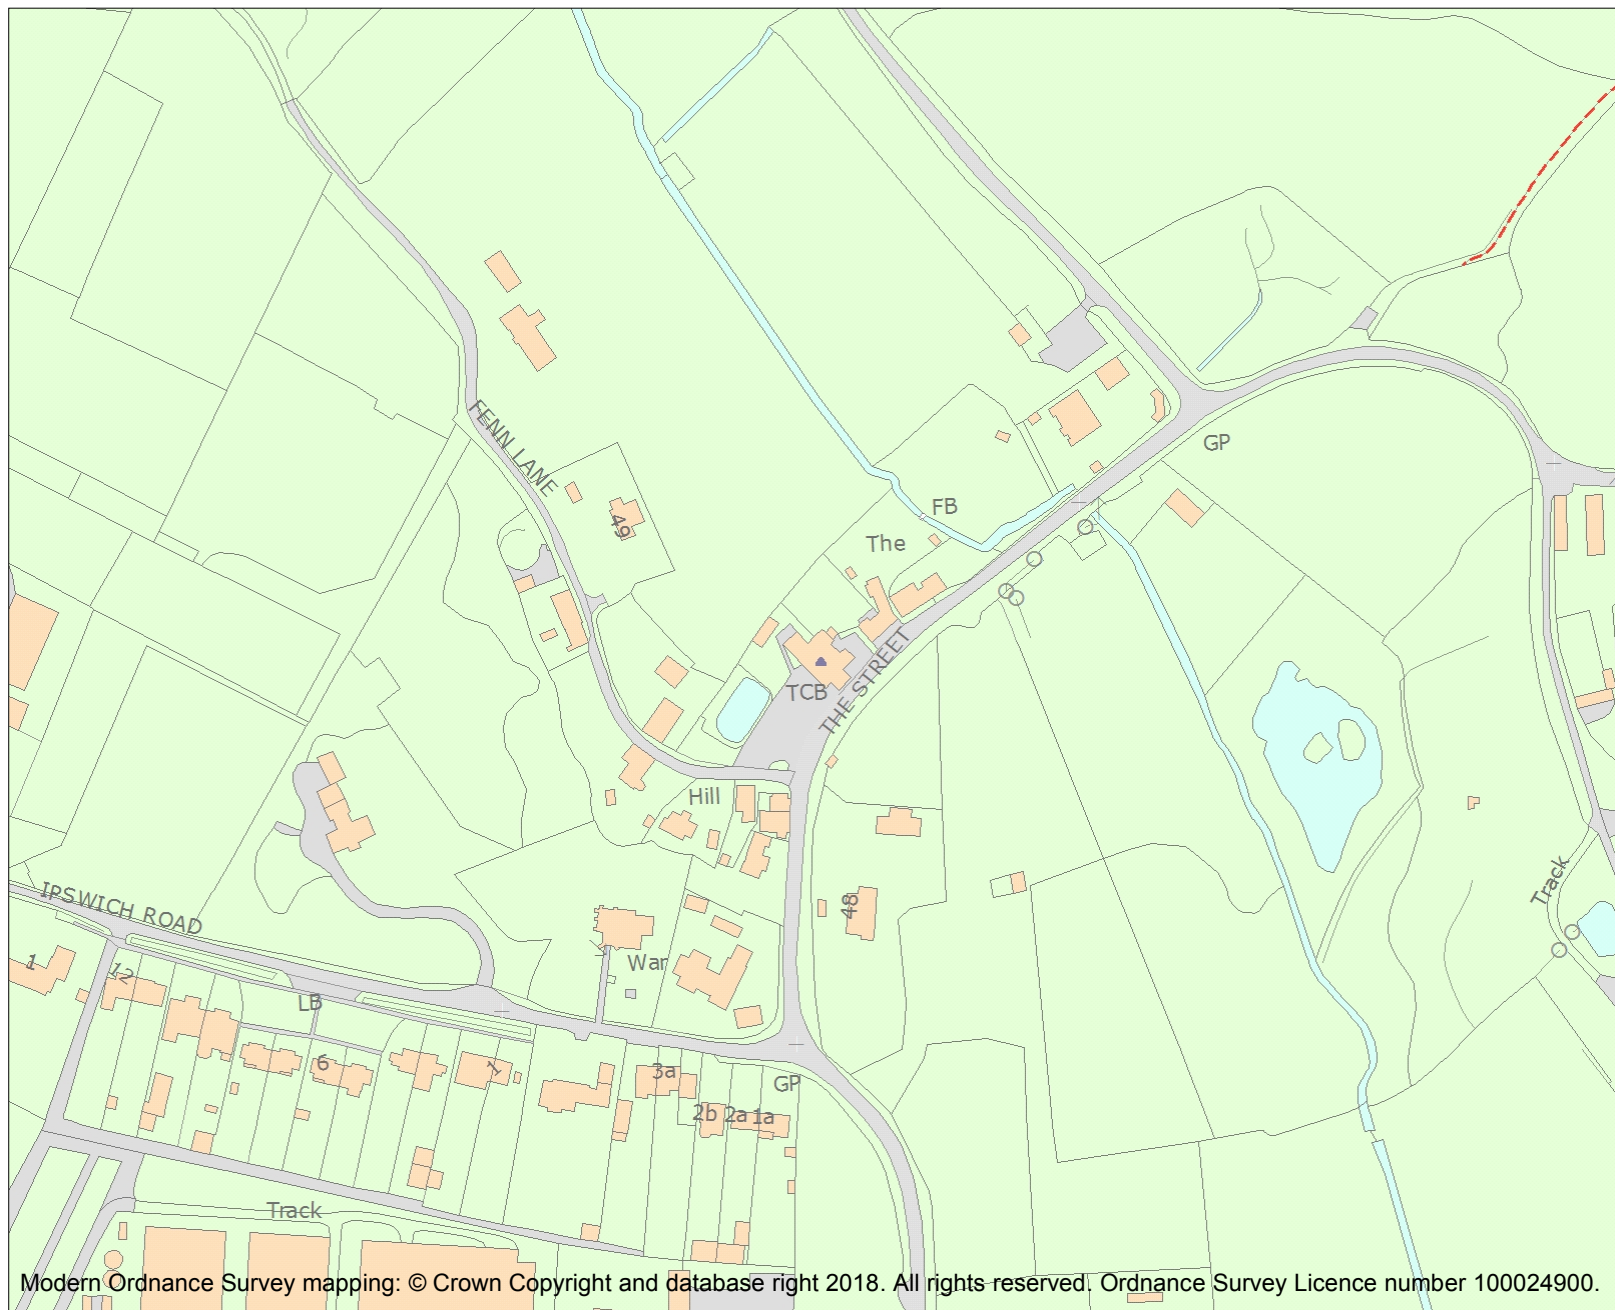 FENN LANE
GP
FB
The
49
TCB
THE STREET
Hill
Track
48
IPSWICH ROAD
War
1
12
LB
6
1
3a
GP
2b 2a 1a
Track
Modern Ordnance Survey mapping: © Crown Copyright and database right 2018. All rights reserved. Ordnance Survey Licence number 100024900.